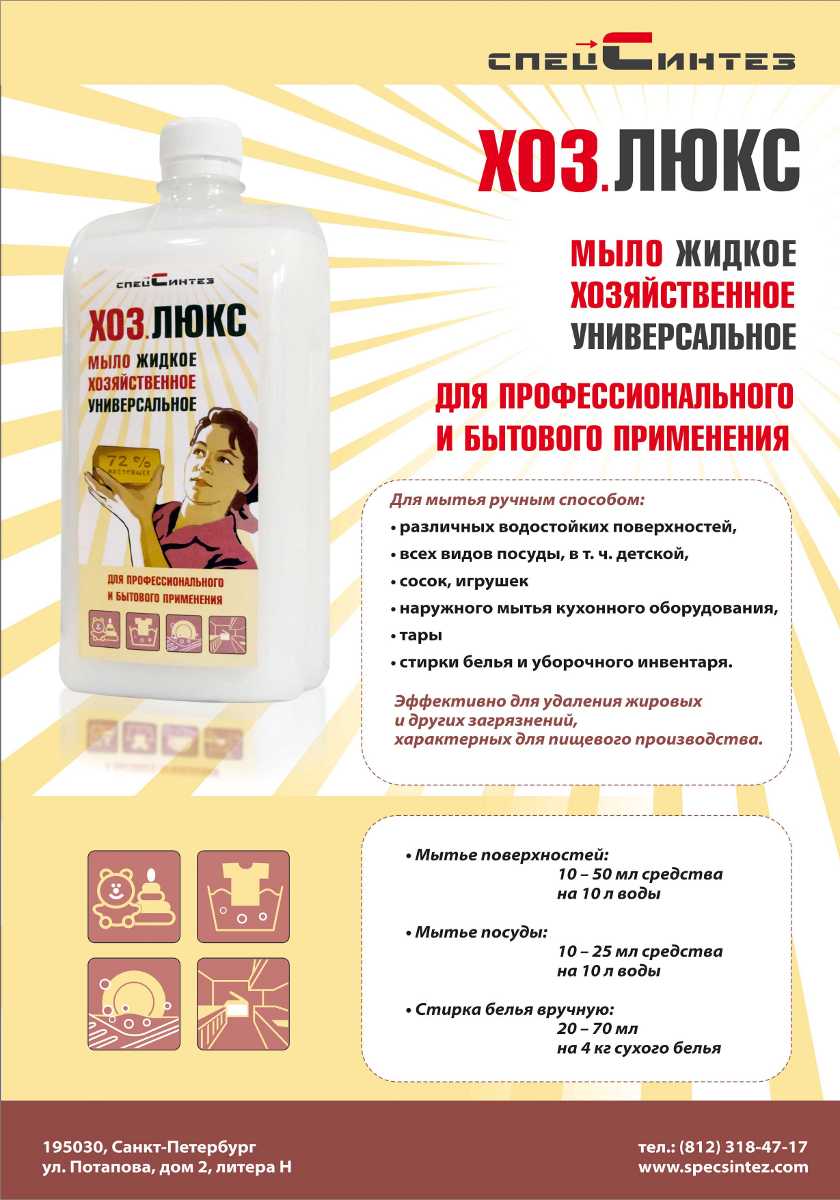 СПЕЦСИНТЕЗ
ХОЗ.ЛЮКС
МЫЛО ЖИДКОЕ
ХОЗЯЙСТВЕННОЕ
УНИВЕРСАЛЬНОЕ
ДЛЯ ПРОФЕССИОНАЛЬНОГО
И БЫТОВОГО ПРИМЕНЕНИЯ
СПЕЦСИНТЕЗ
ХОЗ.ЛЮКС
МЫЛО ЖИДКОЕ
ХОЗЯЙСТВЕННОЕ
УНИВЕРСАЛЬНОЕ
72 %
ДЛЯ ПРОФЕССИОНАЛЬНОГО
И БЫТОВОГО ПРИМЕНЕНИЯ
Для мытья ручным способом:
• различных водостойких поверхностей,
• всех видов посуды, в т. ч. детской,
• сосок, игрушек
• наружного мытья кухонного оборудования,
• тары
• стирки белья и уборочного инвентаря.
Эффективно для удаления жировых
и других загрязнений,
характерных для пищевого производства.
• Мытье поверхностей:
10 – 50 мл средства
на 10 л воды
• Мытье посуды:
10 – 25 мл средства
на 10 л воды
• Стирка белья вручную:
20 – 70 мл
на 4 кг сухого белья
195030, Санкт-Петербург
ул. Потапова, дом 2, литера Н
тел.: (812) 318-47-17
www.specsintez.com